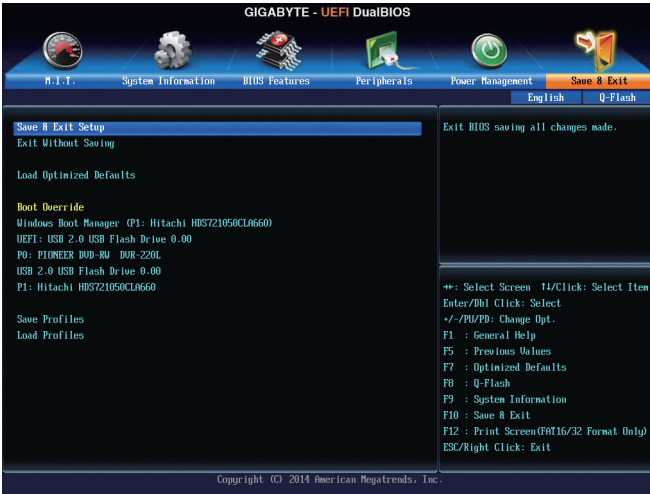 GIGABYTE - UEFI DualBIOS
M.I.T. System Information BIOS Features Peripherals Power Management Save & Exit
English Q-Flash
Save & Exit Setup
Exit Without Saving
Load Optimized Defaults
Boot Override
Windows Boot Manager (P1: Hitachi HDS721050CLA660)
UEFI: USB 2.0 USB Flash Drive 0.00
P0: PIONEER DVD-RW DVR-220L
USB 2.0 USB Flash Drive 0.00
P1: Hitachi HDS721050CLA660
Save Profiles
Load Profiles
Exit BIOS saving all changes made.
→←: Select Screen ↑↓/Click: Select Item
Enter/Dbl Click: Select
+/-/PU/PD: Change Opt.
F1 : General Help
F5 : Previous Values
F7 : Optimized Defaults
F8 : Q-Flash
F9 : System Information
F10 : Save & Exit
F12 : Print Screen(FAT16/32 Format Only)
ESC/Right Click: Exit
Copyright (C) 2014 American Megatrends, Inc.